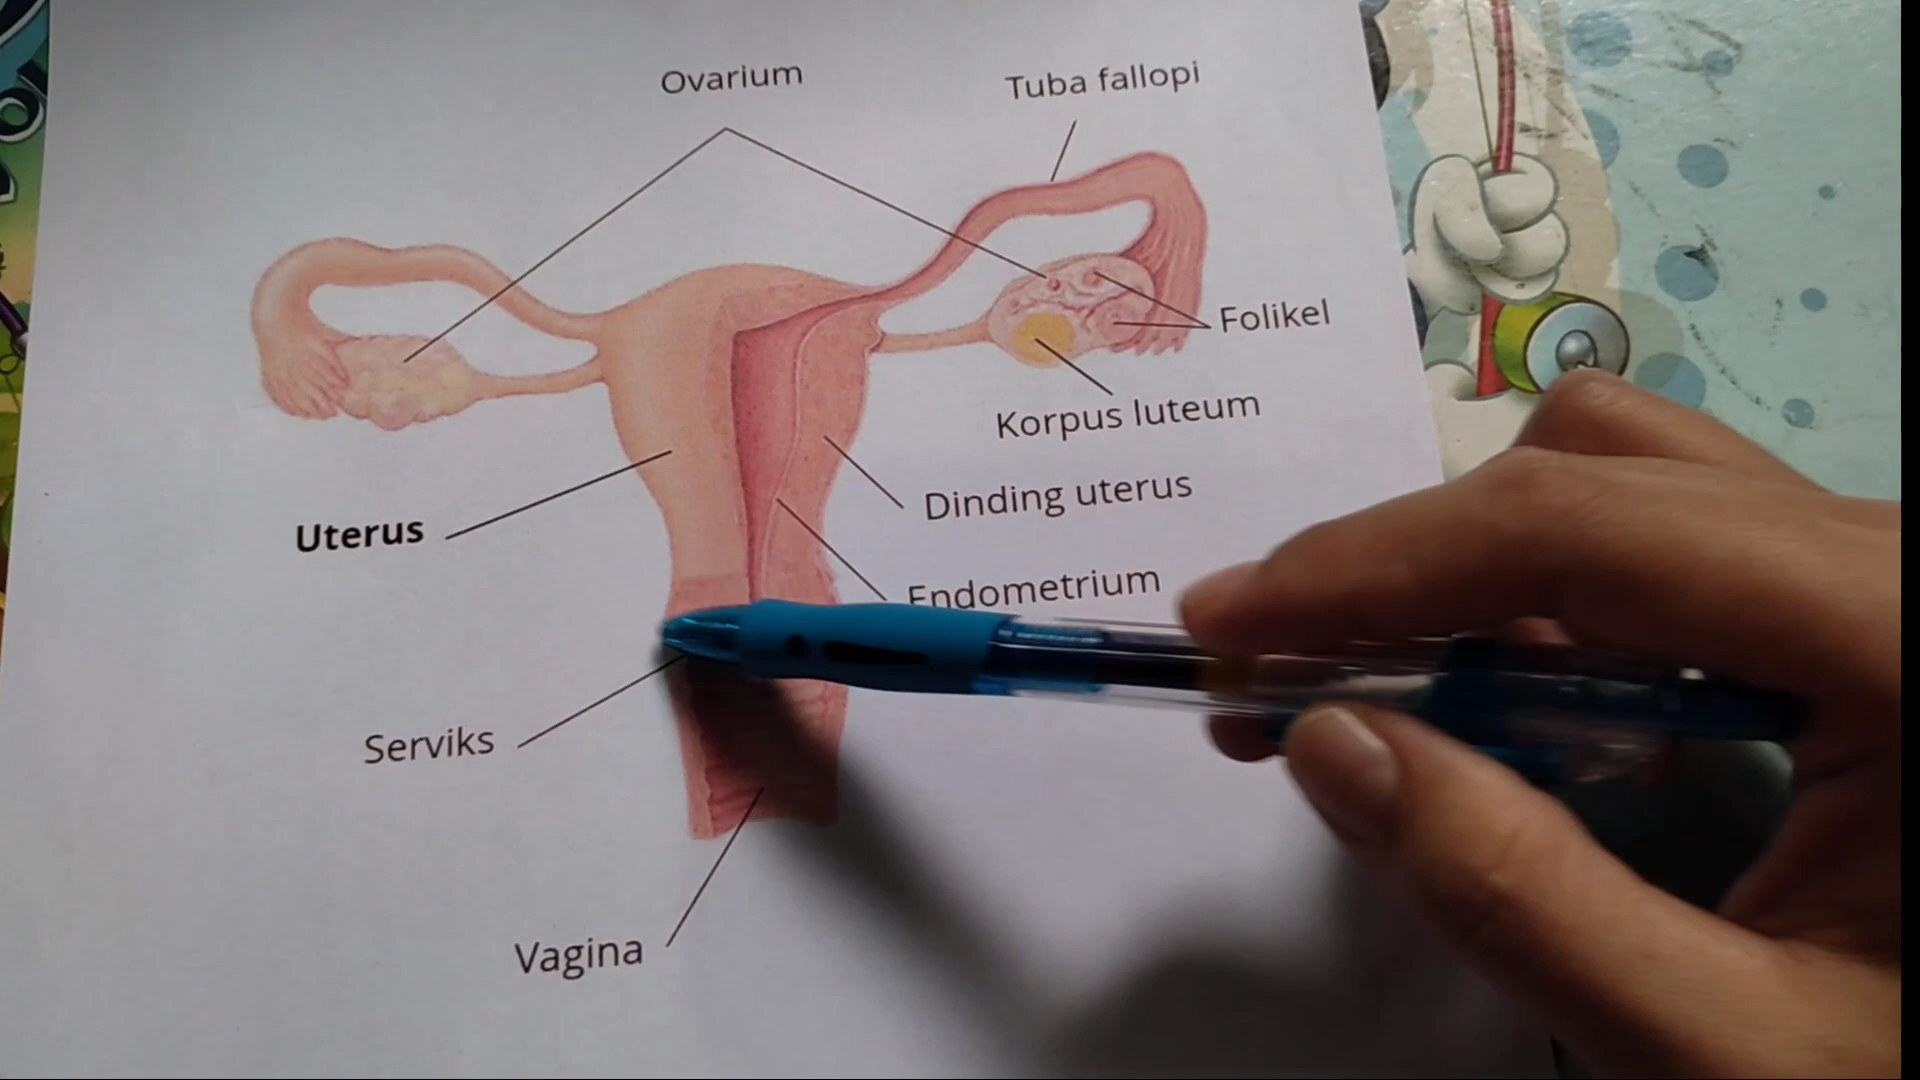 Ovarium
Tuba fallopi
Folikel
Korpus luteum
Dinding uterus
Uterus
Endometrium
Serviks
Vagina